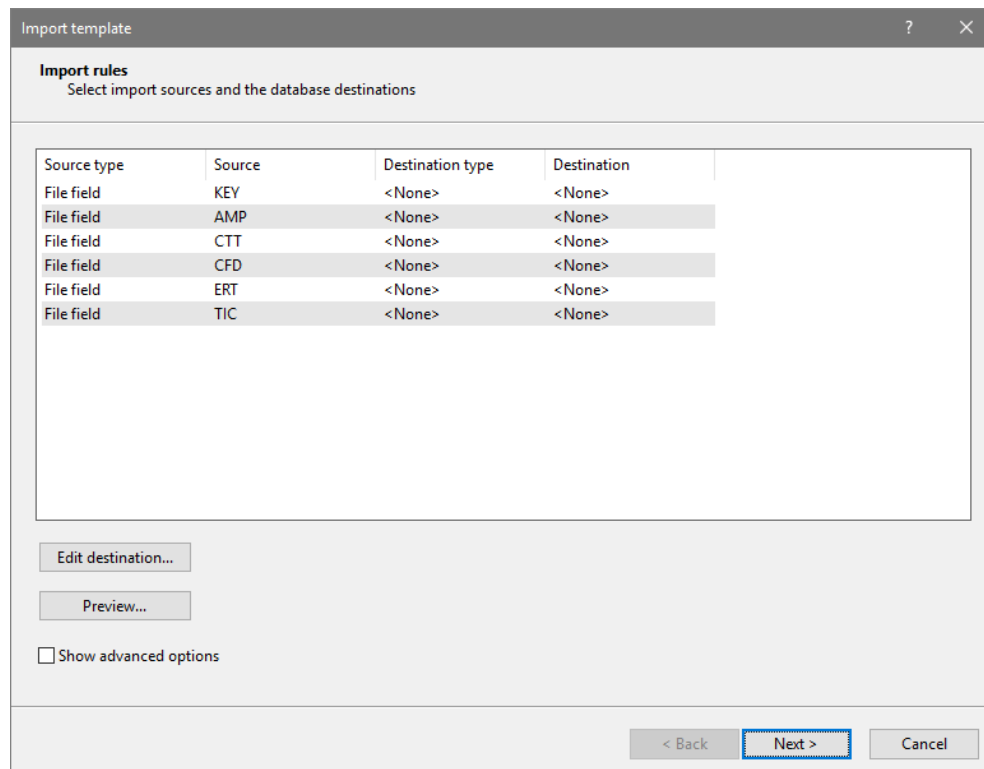 Import template ? ×
Import rules
Select import sources and the database destinations
Source type Source Destination type Destination
File field KEY <None> <None>
File field AMP <None> <None>
File field CTT <None> <None>
File field CFD <None> <None>
File field ERT <None> <None>
File field TIC <None> <None>
Edit destination...
Preview...
Show advanced options
< Back Next > Cancel